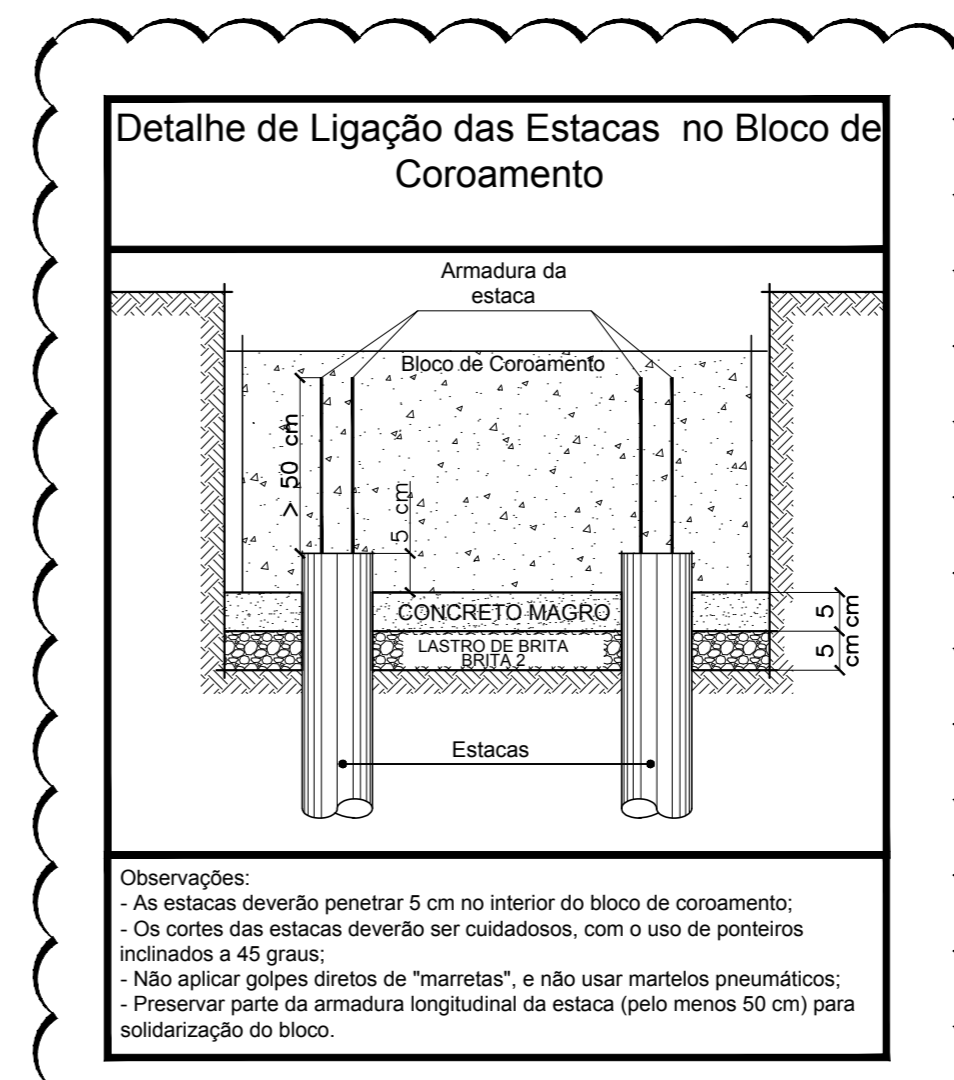 Detalhe de Ligação das Estacas no Bloco de
Coroamento
Armadura da
estaca
Bloco de Coroamento
> 50 cm
5 cm
CONCRETO MAGRO
5 cm
LASTRO DE BRITA
BRITA 2
5 cm
Estacas
Observações:
- As estacas deverão penetrar 5 cm no interior do bloco de coroamento;
- Os cortes das estacas deverão ser cuidadosos, com o uso de ponteiros
inclinados a 45 graus;
- Não aplicar golpes diretos de "marretas", e não usar martelos pneumáticos;
- Preservar parte da armadura longitudinal da estaca (pelo menos 50 cm) para
solidarização do bloco.